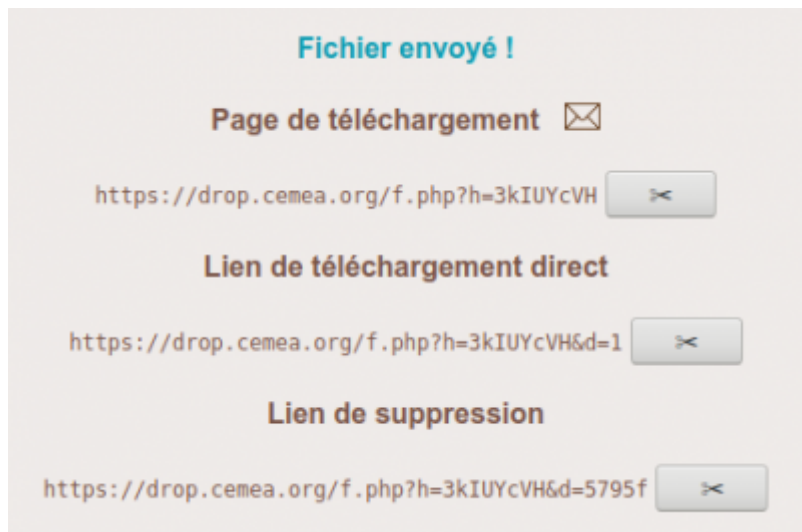 Fichier envoyé !
Page de téléchargement
https://drop.cemea.org/f.php?h=3kIUYcVH
Lien de téléchargement direct
https://drop.cemea.org/f.php?h=3kIUYcVH&d=1
Lien de suppression
https://drop.cemea.org/f.php?h=3kIUYcVH&d=5795f